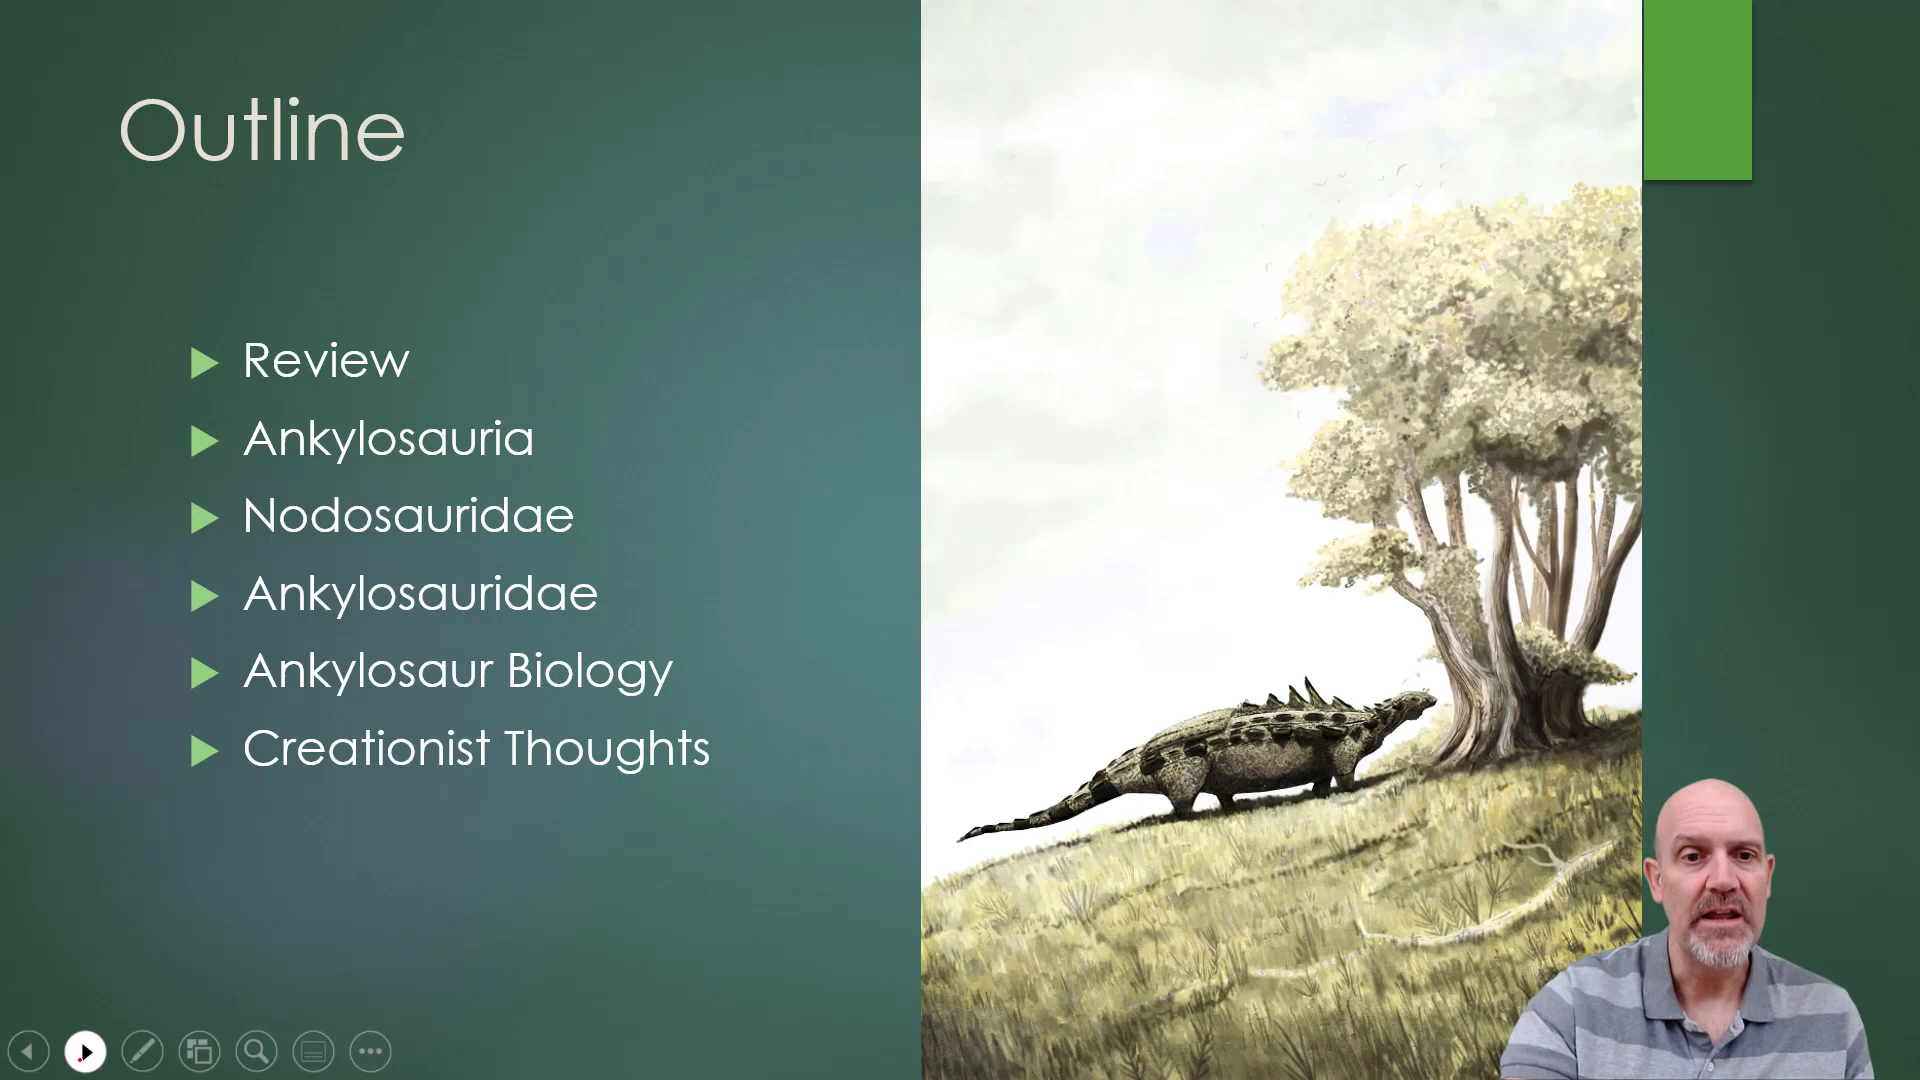 Outline
Review
Ankylosauria
Nodosauridae
Ankylosauridae
Ankylosaur Biology
Creationist Thoughts